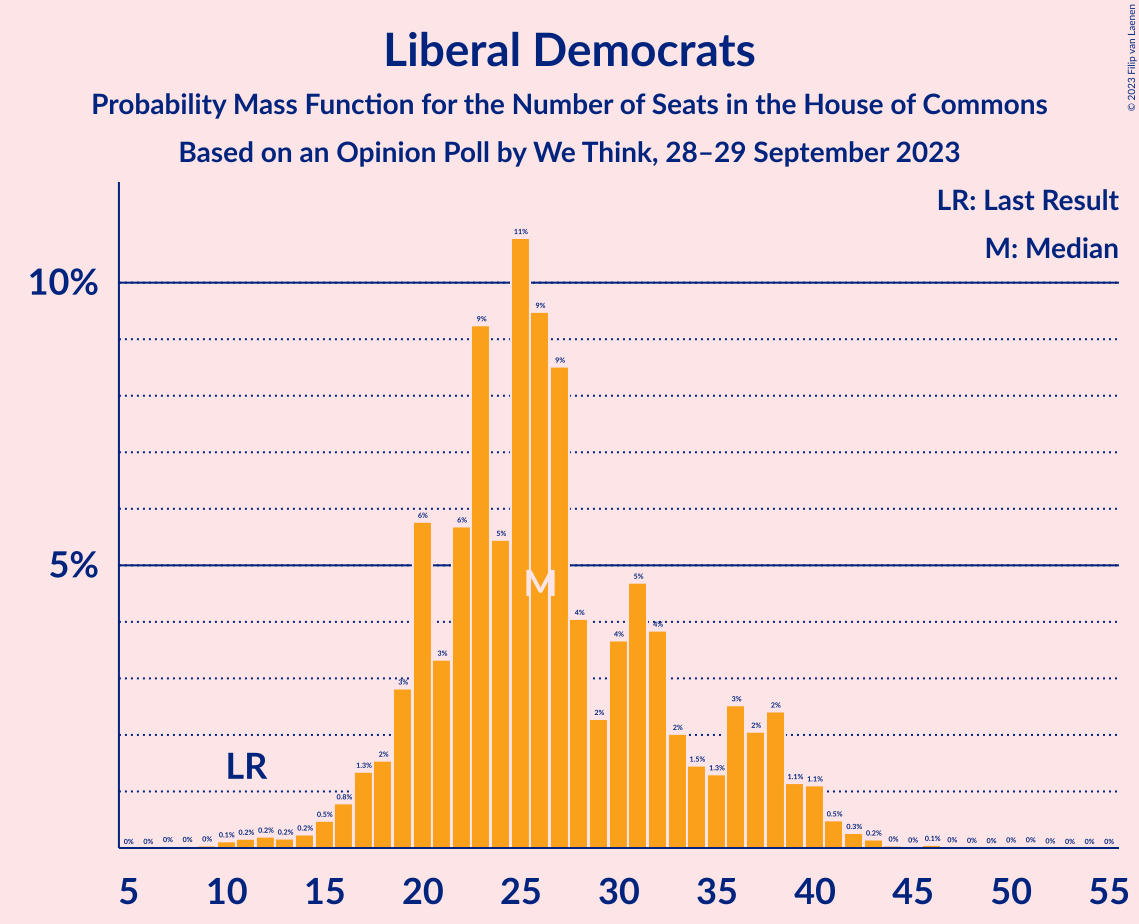 © 2023 Filip van Laenen
Liberal Democrats
Probability Mass Function for the Number of Seats in the House of Commons
Based on an Opinion Poll by We Think, 28–29 September 2023
LR: Last Result
M: Median
10%
5%
LR
M
0% 0% 0% 0% 0% 0.1% 0.2% 0.2% 0.2% 0.2% 0.5% 0.8% 1.3% 2% 3% 6% 3% 6% 9% 5% 11% 9% 9% 4% 2% 4% 5% 4% 2% 1.5% 1.3% 3% 2% 2% 1.1% 1.1% 0.5% 0.3% 0.2% 0% 0% 0.1% 0% 0% 0% 0% 0% 0% 0% 0% 0%
5 10 15 20 25 30 35 40 45 50 55